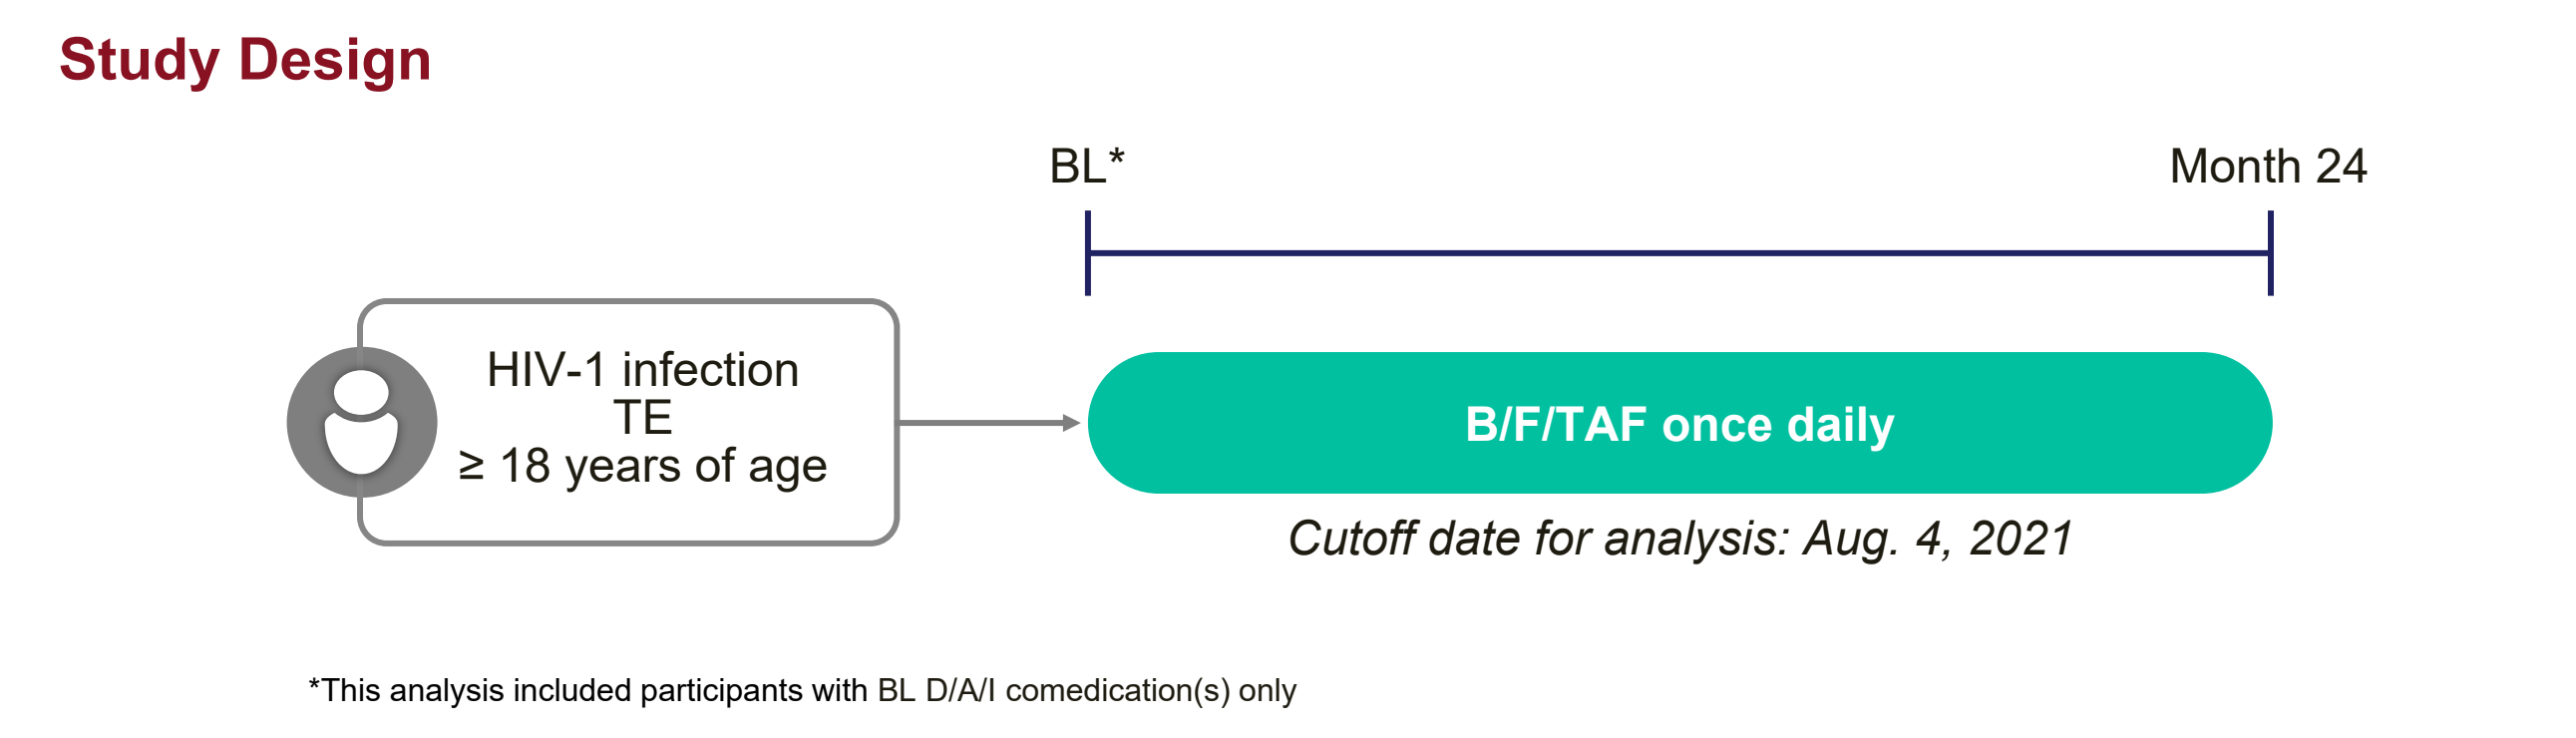 Study Design
BL*
Month 24
HIV-1 infection
TE
≥ 18 years of age
B/F/TAF once daily
Cutoff date for analysis: Aug. 4, 2021
*This analysis included participants with BL D/A/I comedication(s) only